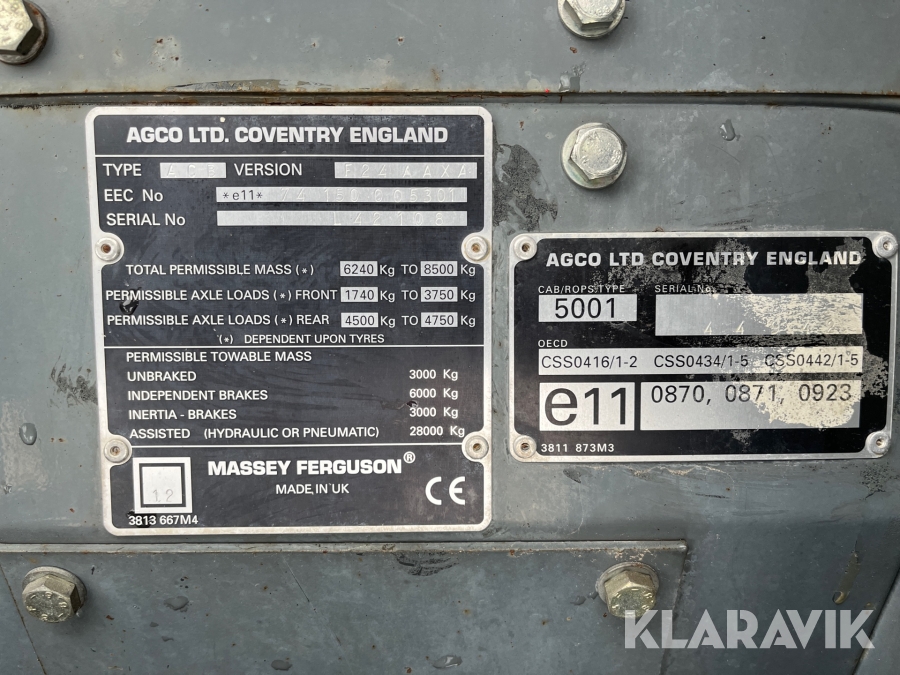 AGCO LTD. COVENTRY ENGLAND
TYPE VERSION
EEC No *e11*
SERIAL No
TOTAL PERMISSIBLE MASS (*) 6240 Kg TO 8500 Kg
PERMISSIBLE AXLE LOADS (*) FRONT 1740 Kg TO 3750 Kg
PERMISSIBLE AXLE LOADS (*) REAR 4500 Kg TO 4750 Kg
(*) DEPENDENT UPON TYRES
PERMISSIBLE TOWABLE MASS
UNBRAKED 3000 Kg
INDEPENDENT BRAKES 6000 Kg
INERTIA - BRAKES 3000 Kg
ASSISTED (HYDRAULIC OR PNEUMATIC) 28000 Kg
12
MASSEY FERGUSON®
MADE IN UK
CE
3813 667M4
AGCO LTD COVENTRY ENGLAND
CAB/ROPS TYPE SERIAL No.
5001
OECD
CSS0416/1-2 CSS0434/1-5 CSS0442/1-5
e11 0870, 0871, 0923
3811 873M3
KLARAVIK